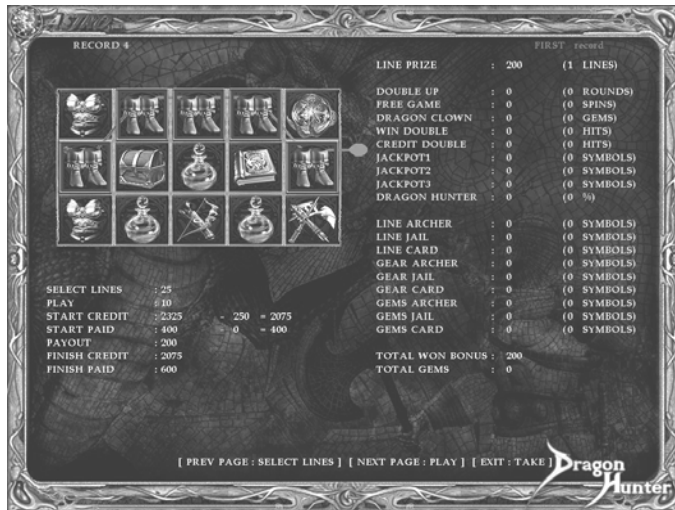 RECORD 4
FIRST record
LINE PRIZE : 200 (1 LINES)
DOUBLE UP : 0 (0 ROUNDS)
FREE GAME : 0 (0 SPINS)
DRAGON CLOWN : 0 (0 GEMS)
WIN DOUBLE : 0 (0 HITS)
CREDIT DOUBLE : 0 (0 HITS)
JACKPOT1 : 0 (0 SYMBOLS)
JACKPOT2 : 0 (0 SYMBOLS)
JACKPOT3 : 0 (0 SYMBOLS)
DRAGON HUNTER : 0 (0 %)
LINE ARCHER : 0 (0 SYMBOLS)
LINE JAIL : 0 (0 SYMBOLS)
LINE CARD : 0 (0 SYMBOLS)
GEAR ARCHER : 0 (0 SYMBOLS)
GEAR JAIL : 0 (0 SYMBOLS)
GEAR CARD : 0 (0 SYMBOLS)
GEMS ARCHER : 0 (0 SYMBOLS)
GEMS JAIL : 0 (0 SYMBOLS)
GEMS CARD : 0 (0 SYMBOLS)
TOTAL WON BONUS : 200
TOTAL GEMS : 0
SELECT LINES : 25
PLAY : 10
START CREDIT : 2325 - 250 = 2075
START PAID : 400 - 0 = 400
PAYOUT : 200
FINISH CREDIT : 2075
FINISH PAID : 600
[ PREV PAGE : SELECT LINES ] [ NEXT PAGE : PLAY ] [ EXIT : TAKE ]
Dragon
Hunter